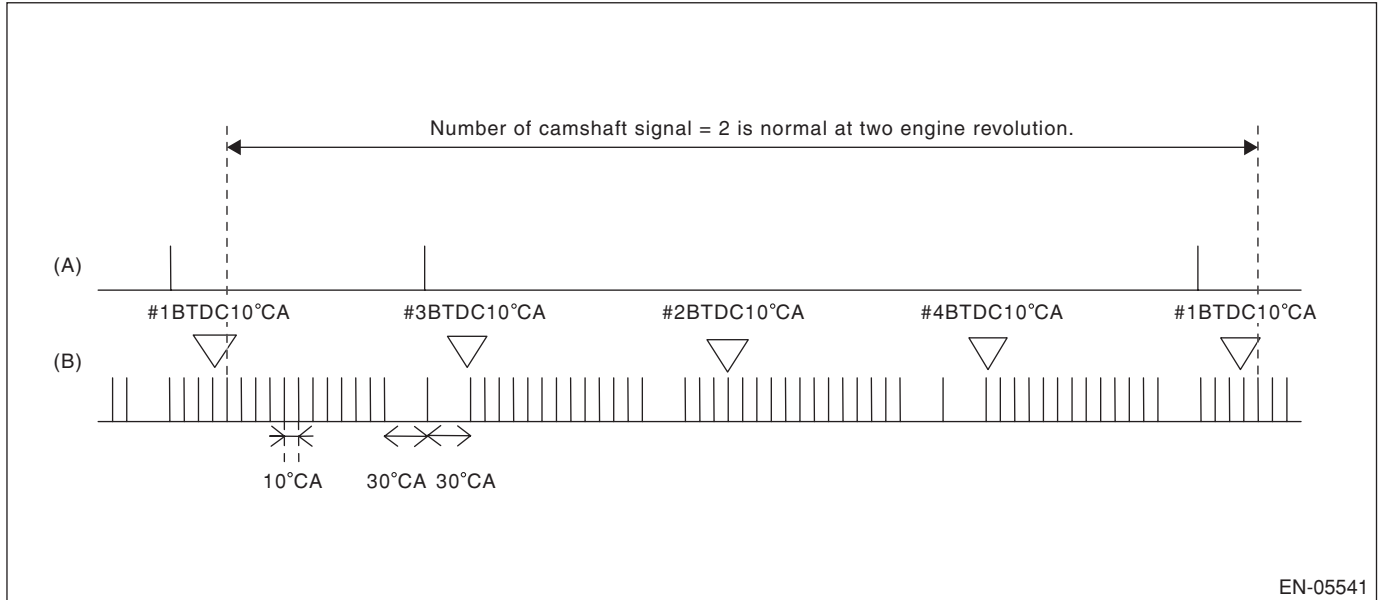 Number of camshaft signal = 2 is normal at two engine revolution.
(A)
#1BTDC10°CA #3BTDC10°CA #2BTDC10°CA #4BTDC10°CA #1BTDC10°CA
(B)
10°CA 30°CA 30°CA
EN-05541